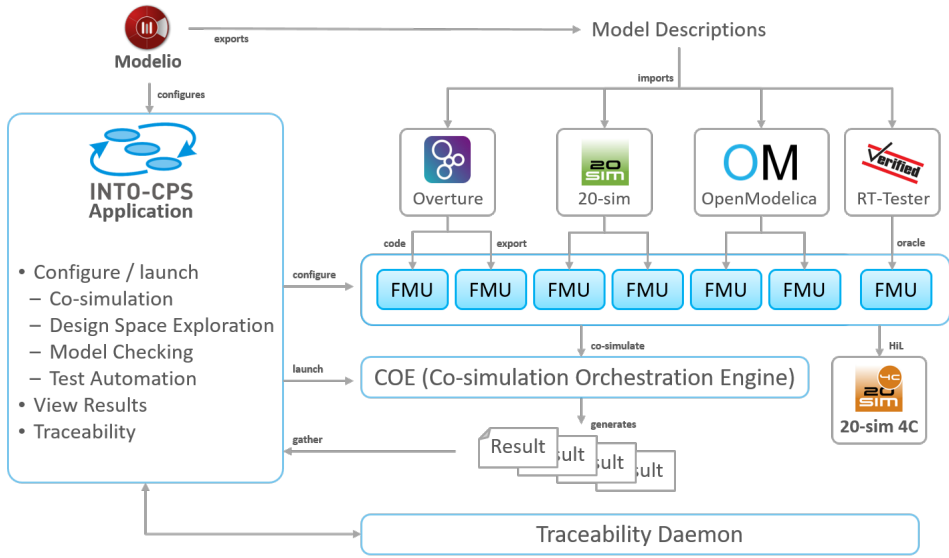 Modelio
exports
Model Descriptions
configures
imports
INTO-CPS
Application
• Configure / launch
– Co-simulation
– Design Space Exploration
– Model Checking
– Test Automation
• View Results
• Traceability
Overture
20
SIM
20-sim
OM
OpenModelica
Verified
RT-Tester
code
export
oracle
configure
FMU
FMU
FMU
FMU
FMU
FMU
FMU
co-simulate
HiL
launch
COE (Co-simulation Orchestration Engine)
4C
20
SIM
20-sim 4C
generates
gather
Result
sult
sult
sult
Traceability Daemon